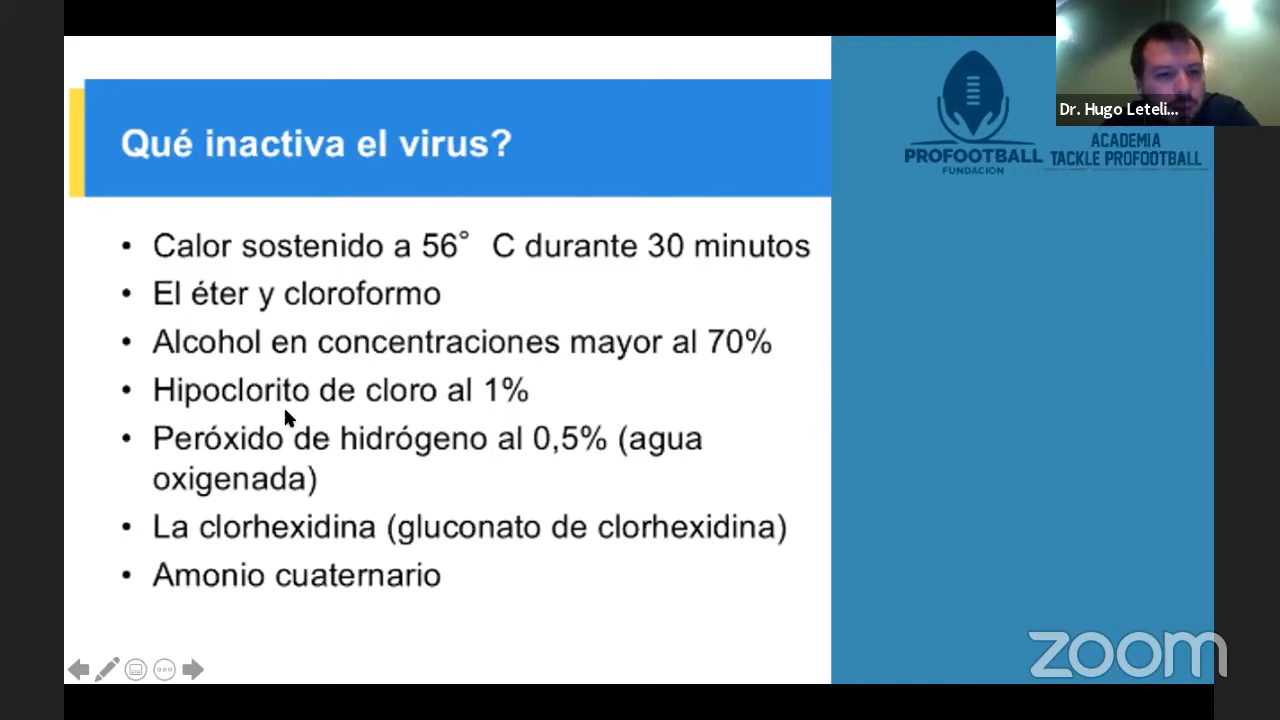 Dr. Hugo Leteli...
PROFOOTBALL
FUNDACION
ACADEMIA
TACKLE PROFOOTBALL
Qué inactiva el virus?
• Calor sostenido a 56° C durante 30 minutos
• El éter y cloroformo
• Alcohol en concentraciones mayor al 70%
• Hipoclorito de cloro al 1%
• Peróxido de hidrógeno al 0,5% (agua
oxigenada)
• La clorhexidina (gluconato de clorhexidina)
• Amonio cuaternario
zoom